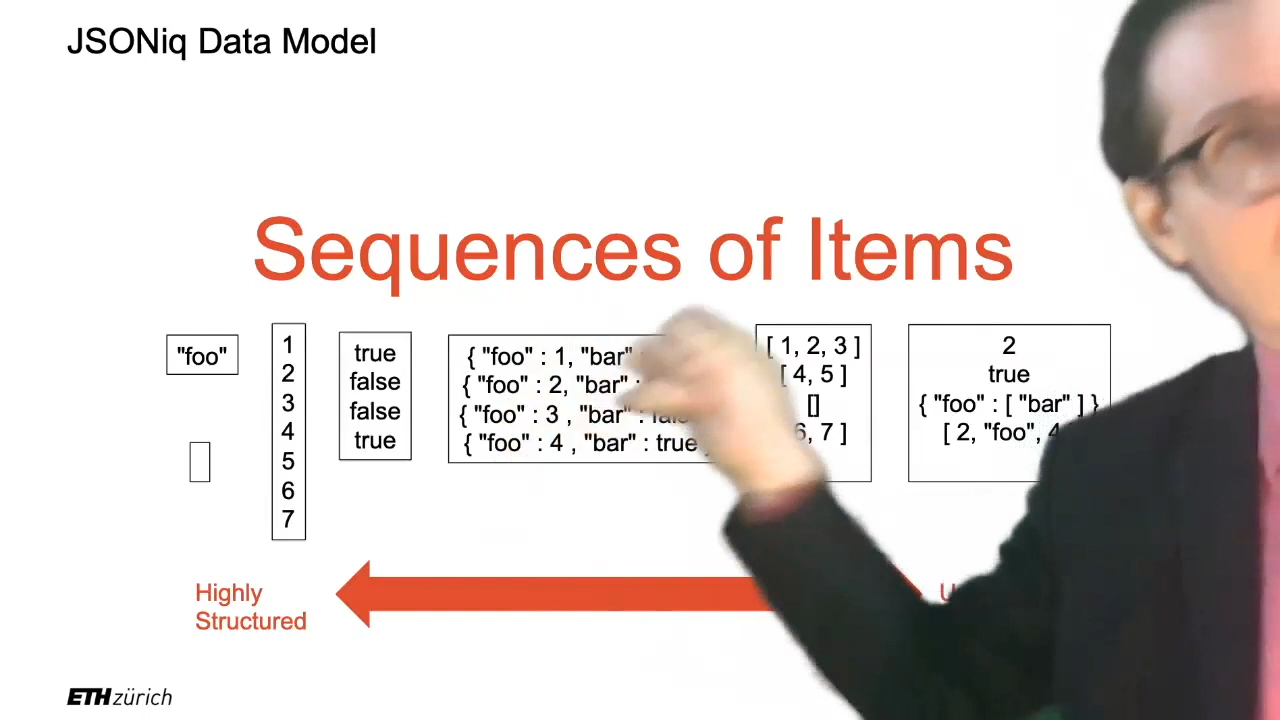 JSONiq Data Model
Sequences of Items
"foo"
1
2
3
4
5
6
7
true
false
false
true
{ "foo" : 1, "bar"
{ "foo" : 2, "bar" :
{ "foo" : 3 , "bar" :
{ "foo" : 4 , "bar" : true
[ 1, 2, 3 ]
[ 4, 5 ]
[]
6, 7 ]
2
true
{ "foo" : [ "bar" ] }
[ 2, "foo", 4
Highly
Structured
ETH zürich